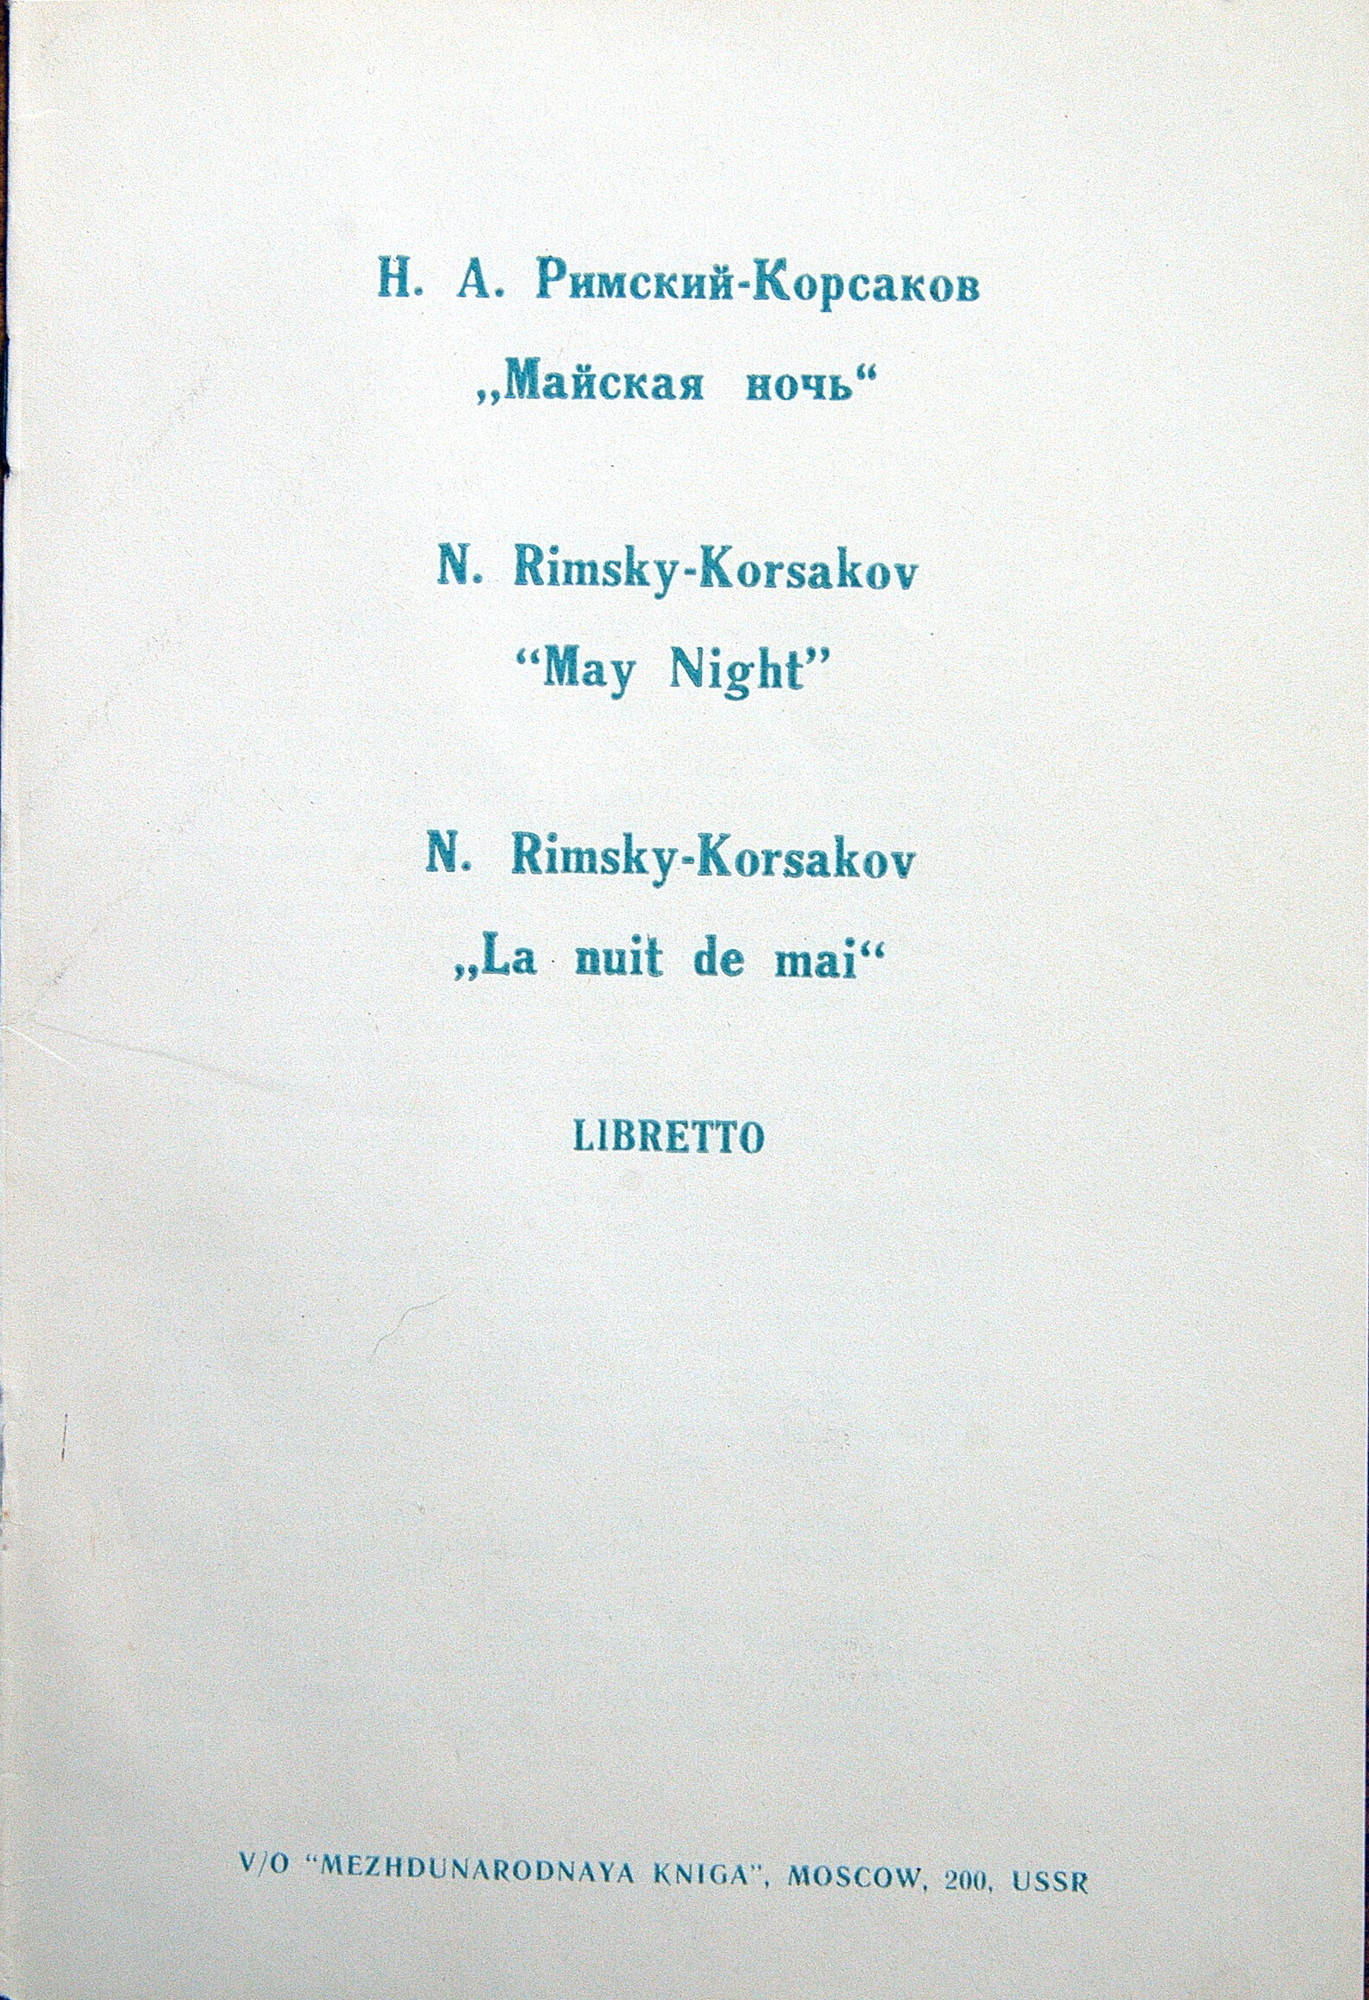 Н. А. Римский-Корсаков
„Майская ночь“
N. Rimsky-Korsakov
“May Night”
N. Rimsky-Korsakov
„La nuit de mai“
LIBRETTO
V/O “MEZHDUNARODNAYA KNIGA”, MOSCOW, 200, USSR